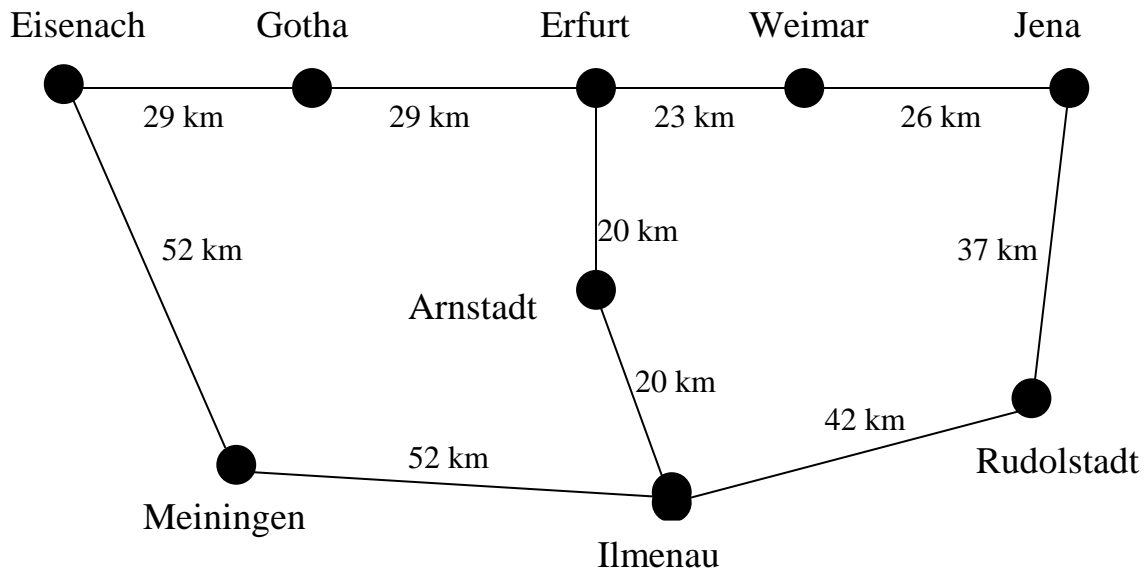 Eisenach Gotha Erfurt Weimar Jena
29 km 29 km 23 km 26 km
52 km 20 km 37 km
Arnstadt
20 km
52 km 42 km
Rudolstadt
Meiningen
Ilmenau